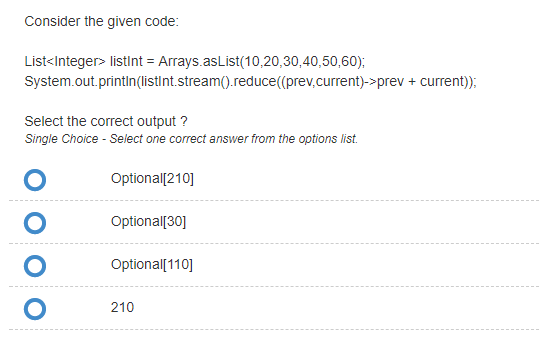 Consider the given code:
List<Integer> listInt = Arrays.asList(10,20,30,40,50,60);
System.out.println(listInt.stream().reduce((prev,current)->prev + current));
Select the correct output ?
Single Choice - Select one correct answer from the options list.
Optional[210]
Optional[30]
Optional[110]
210